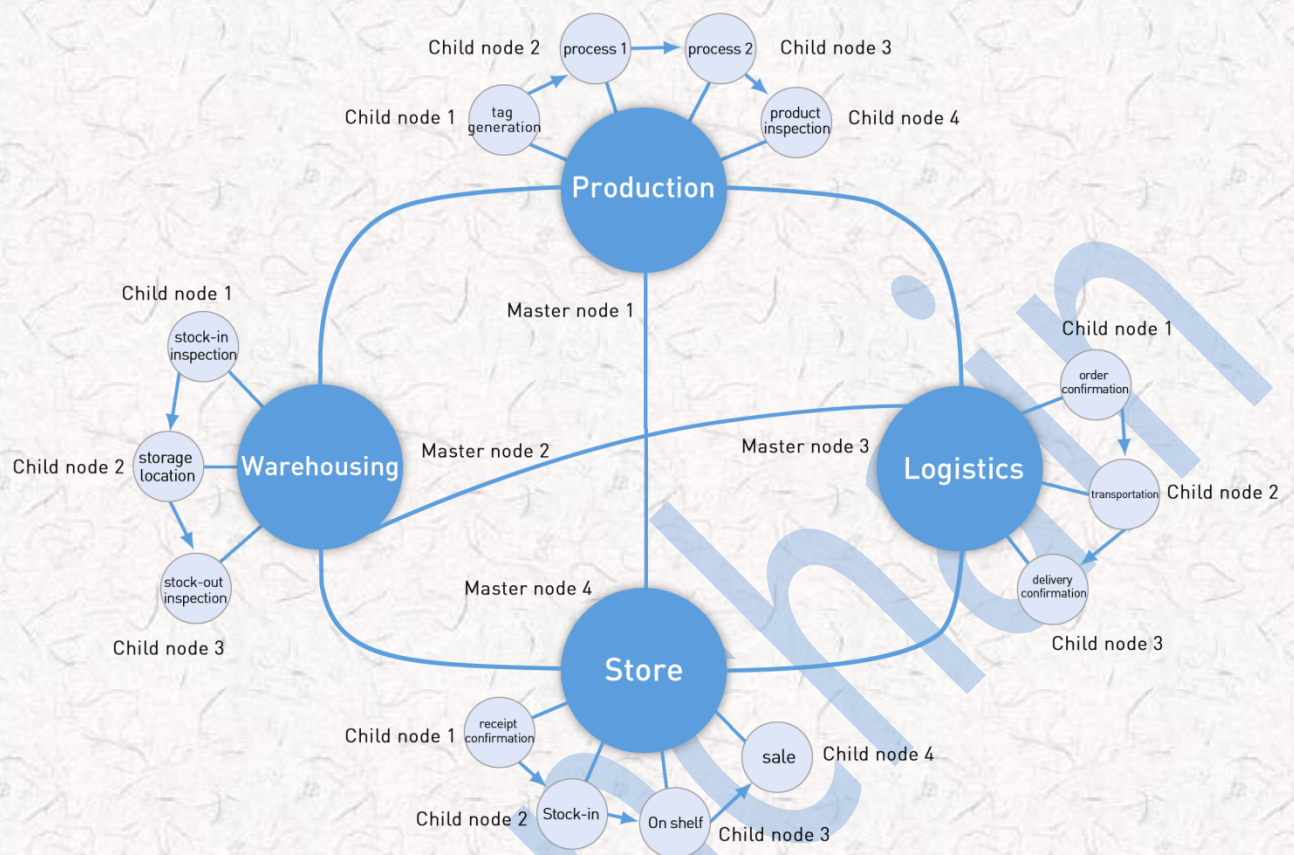 Child node 2
process 1
process 2
Child node 3
Child node 1
tag
generation
product
inspection
Child node 4
Production
Master node 1
Child node 1
stock-in
inspection
Child node 2
storage
location
Warehousing
Master node 2
stock-out
inspection
Child node 3
Master node 3
Logistics
Child node 1
order
confirmation
transportation
Child node 2
delivery
confirmation
Child node 3
Master node 4
Store
Child node 1
receipt
confirmation
Child node 2
Stock-in
On shelf
Child node 3
sale
Child node 4